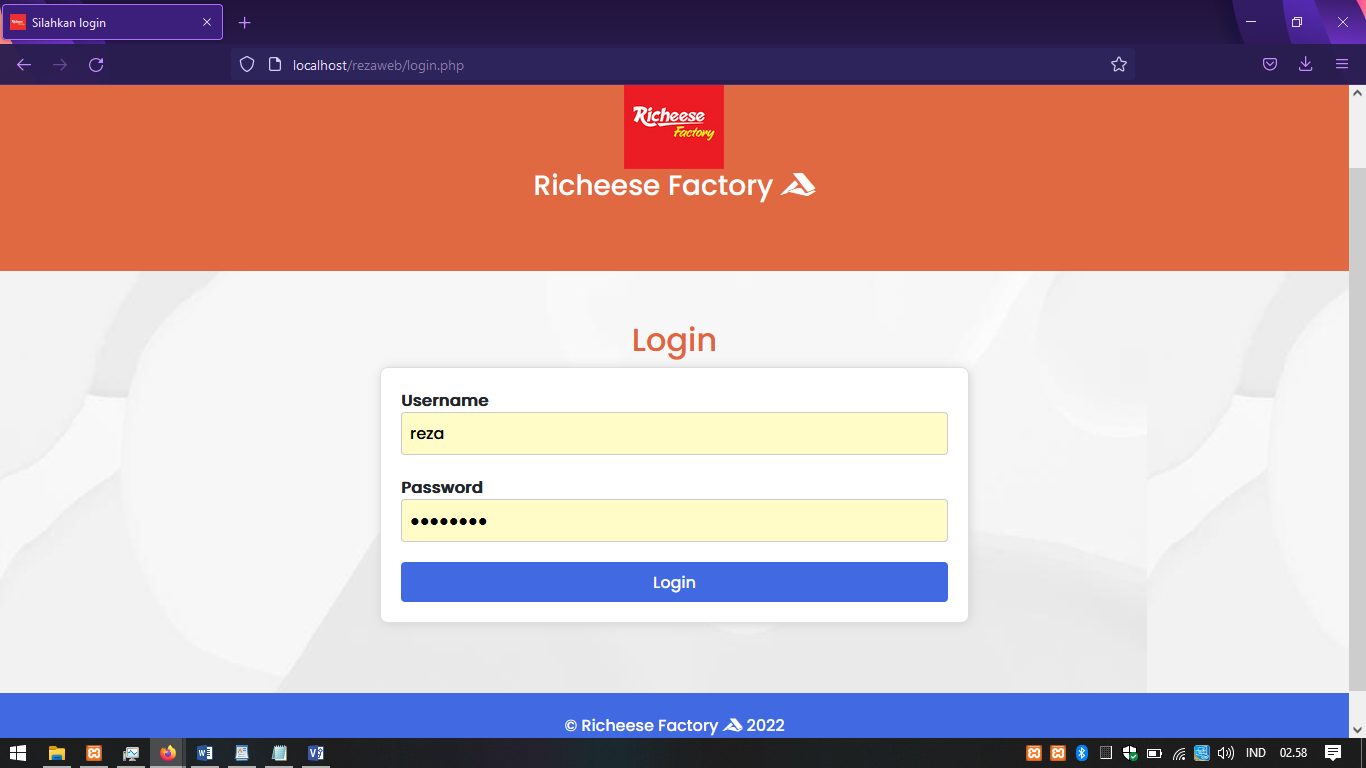 Silahkan login
localhost/rezaweb/login.php
Richeese
Factory
Richeese Factory
Login
Username
reza
Password
Login
© Richeese Factory 2022
IND 02.58